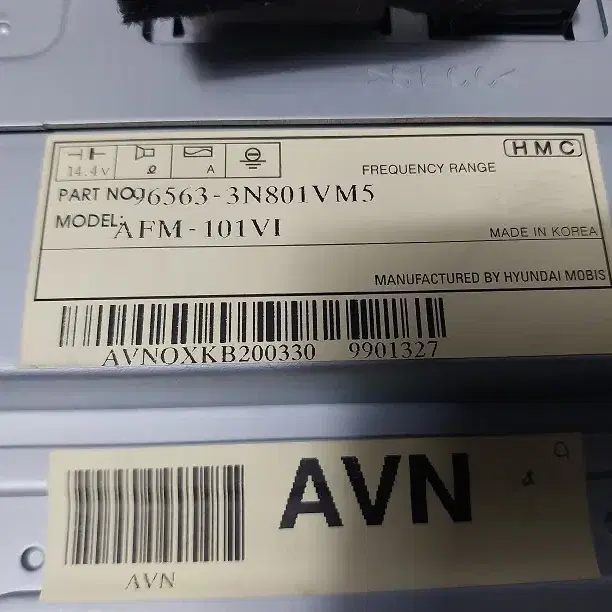 HMC
14.4V Ω A
FREQUENCY RANGE
PART NO; 96563-3N801VM5
MODEL: AFM-101VI
MADE IN KOREA
MANUFACTURED BY HYUNDAI MOBIS
AVNOXKB200330 9901327
AVN
AVN